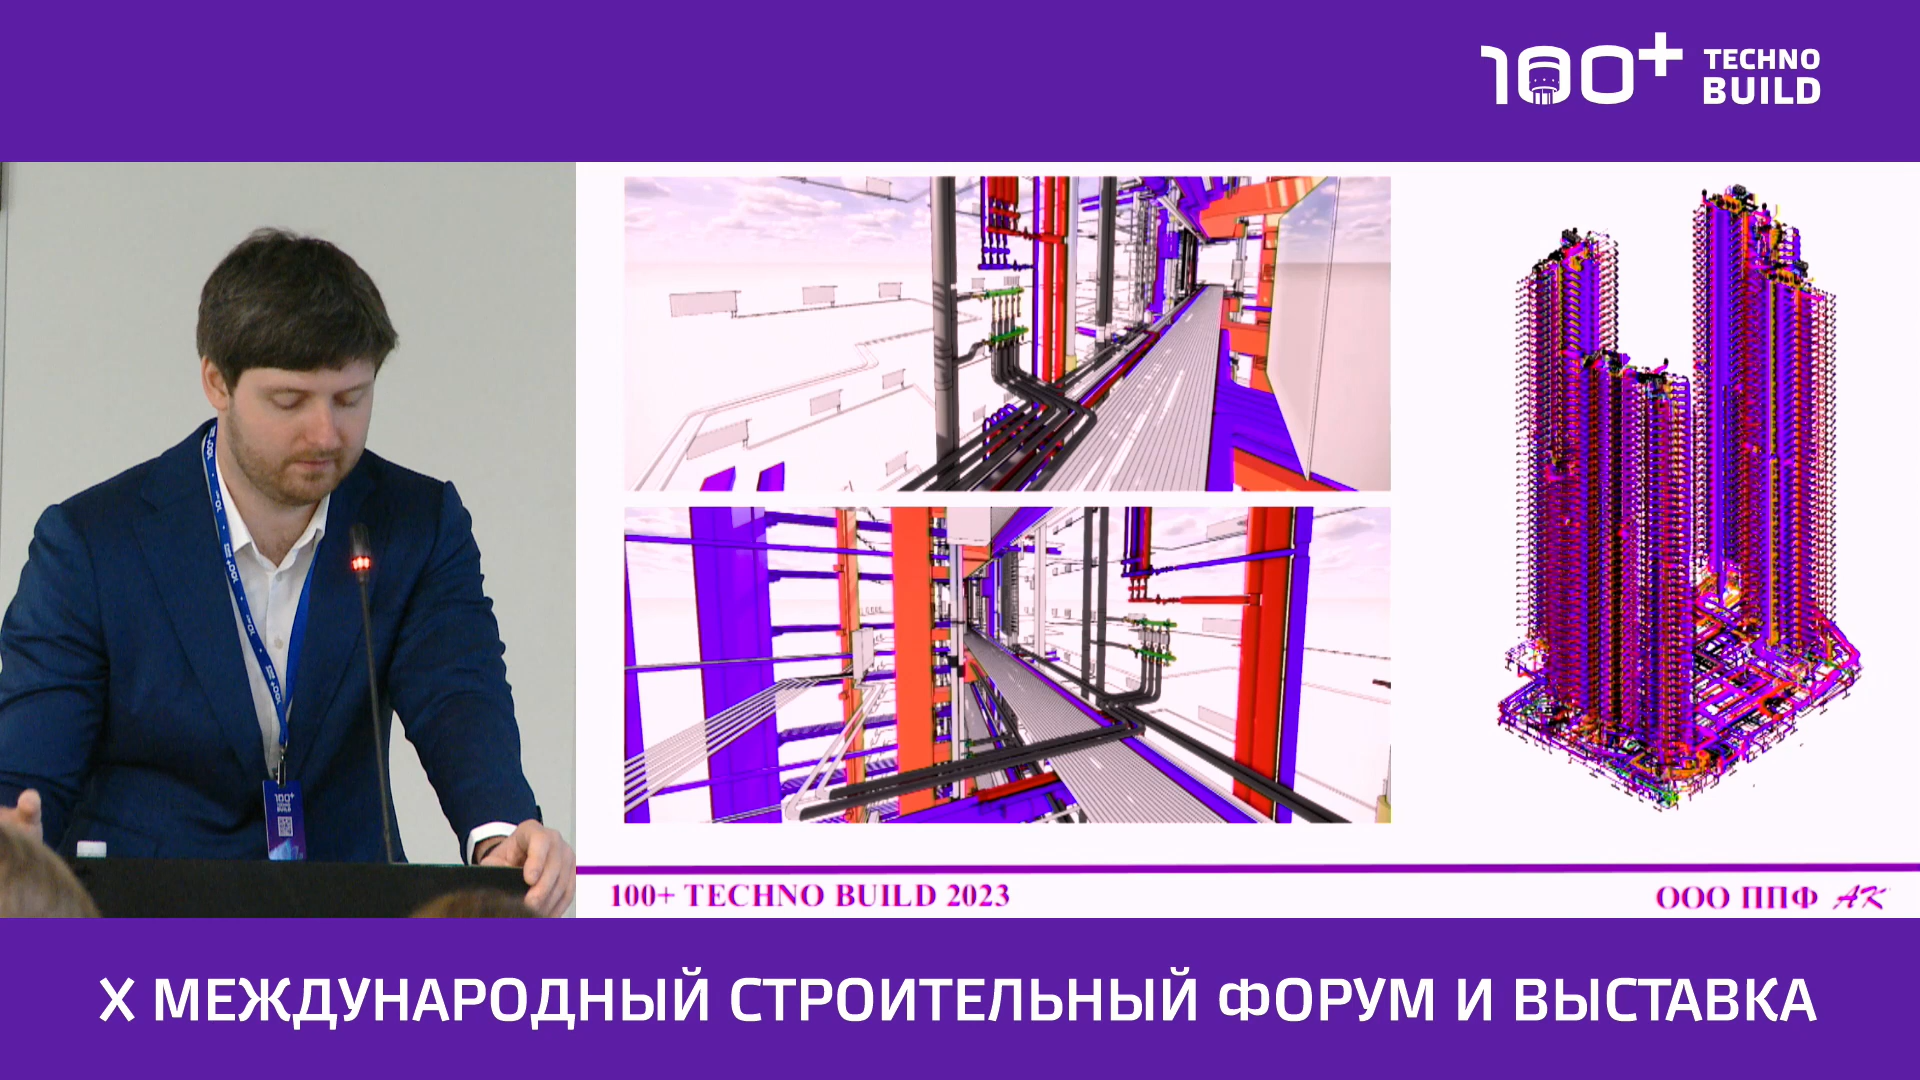 100+ TECHNO
BUILD
100+ TECHNO BUILD 2023
ООО ППФ АК
X МЕЖДУНАРОДНЫЙ СТРОИТЕЛЬНЫЙ ФОРУМ И ВЫСТАВКА